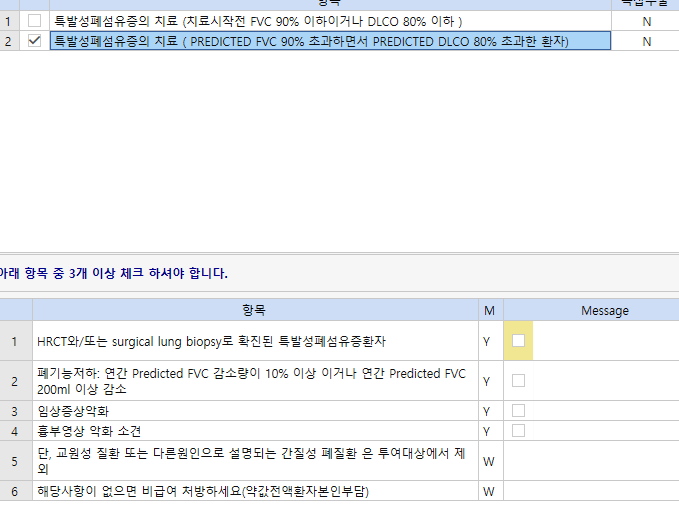 항목
1 특발성폐섬유증의 치료 (치료시작전 FVC 90% 이하이거나 DLCO 80% 이하 ) N
2 특발성폐섬유증의 치료 ( PREDICTED FVC 90% 초과하면서 PREDICTED DLCO 80% 초과한 환자) N
아래 항목 중 3개 이상 체크 하셔야 합니다.
항목 M Message
1 HRCT와/또는 surgical lung biopsy로 확진된 특발성폐섬유증환자 Y
2 폐기능저하: 연간 Predicted FVC 감소량이 10% 이상 이거나 연간 Predicted FVC Y
200ml 이상 감소
3 임상증상악화 Y
4 흉부영상 악화 소견 Y
5 단, 교원성 질환 또는 다른원인으로 설명되는 간질성 폐질환 은 투여대상에서 제 W
외
6 해당사항이 없으면 비급여 처방하세요(약값전액환자본인부담) W